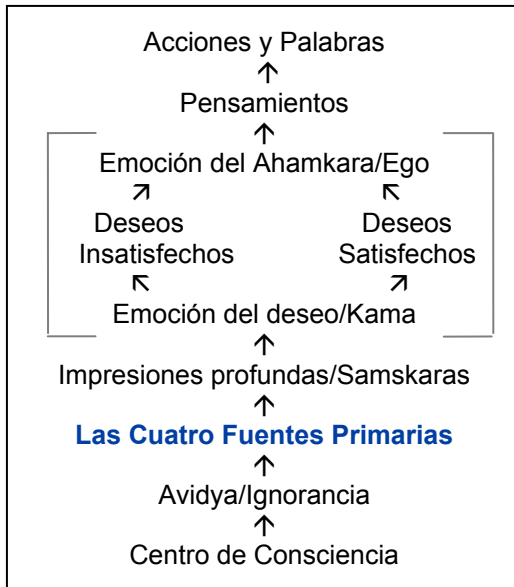 Acciones y Palabras
↑
Pensamientos
↑
Emoción del Ahamkara/Ego
↗ ↖
Deseos Deseos
Insatisfechos Satisfechos
↖ ↗
Emoción del deseo/Kama
↑
Impresiones profundas/Samskaras
↑
Las Cuatro Fuentes Primarias
↑
Avidya/Ignorancia
↑
Centro de Consciencia